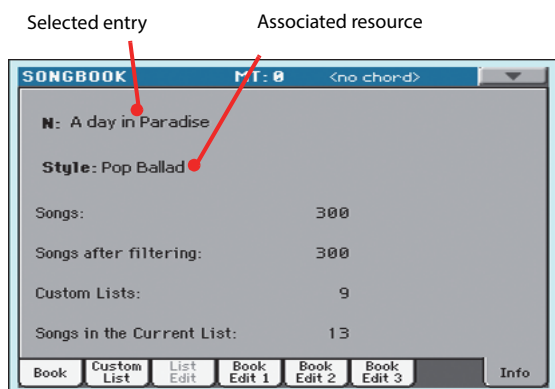 Selected entry Associated resource
SONGBOOK MT:0 <no chord>
N: A day in Paradise
Style: Pop Ballad
Songs: 300
Songs after filtering: 300
Custom Lists: 9
Songs in the Current List: 13
Book Custom List List Edit Book Edit 1 Book Edit 2 Book Edit 3 Info